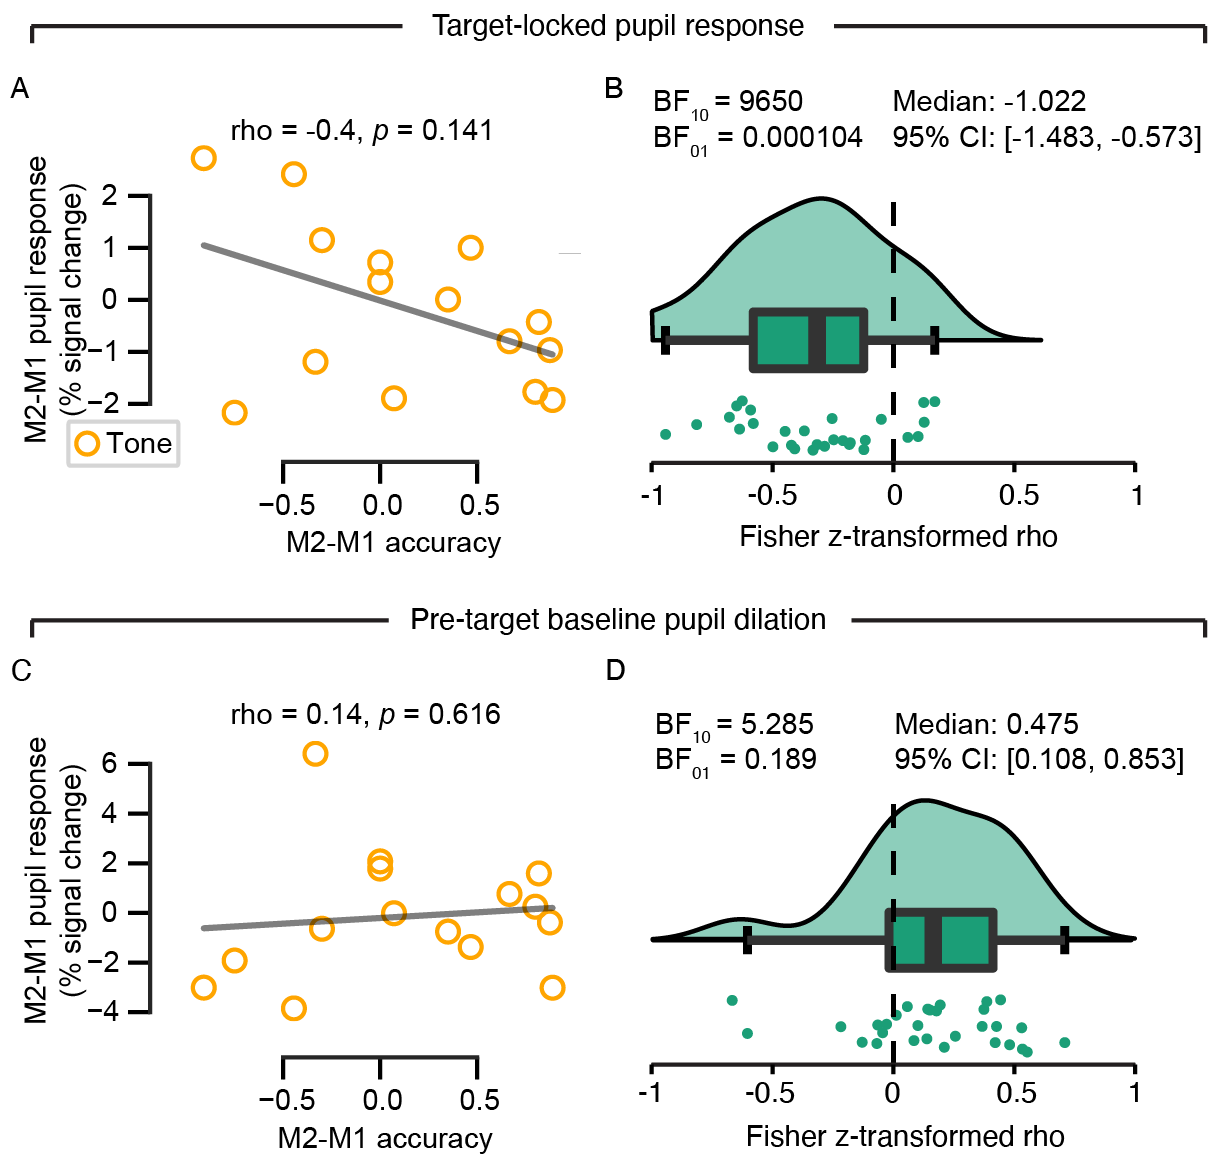 Target-locked pupil response
A
rho = -0.4, p = 0.141
M2-M1 pupil response
(% signal change)
2
1
0
−1
−2
Tone
−0.5 0.0 0.5
M2-M1 accuracy
B
BF10 = 9650 Median: -1.022
BF01 = 0.000104 95% CI: [-1.483, -0.573]
-1 -0.5 0 0.5 1
Fisher z-transformed rho
Pre-target baseline pupil dilation
C
rho = 0.14, p = 0.616
M2-M1 pupil response
(% signal change)
6
4
2
0
−2
−4
−0.5 0.0 0.5
M2-M1 accuracy
D
BF10 = 5.285 Median: 0.475
BF01 = 0.189 95% CI: [0.108, 0.853]
-1 -0.5 0 0.5 1
Fisher z-transformed rho